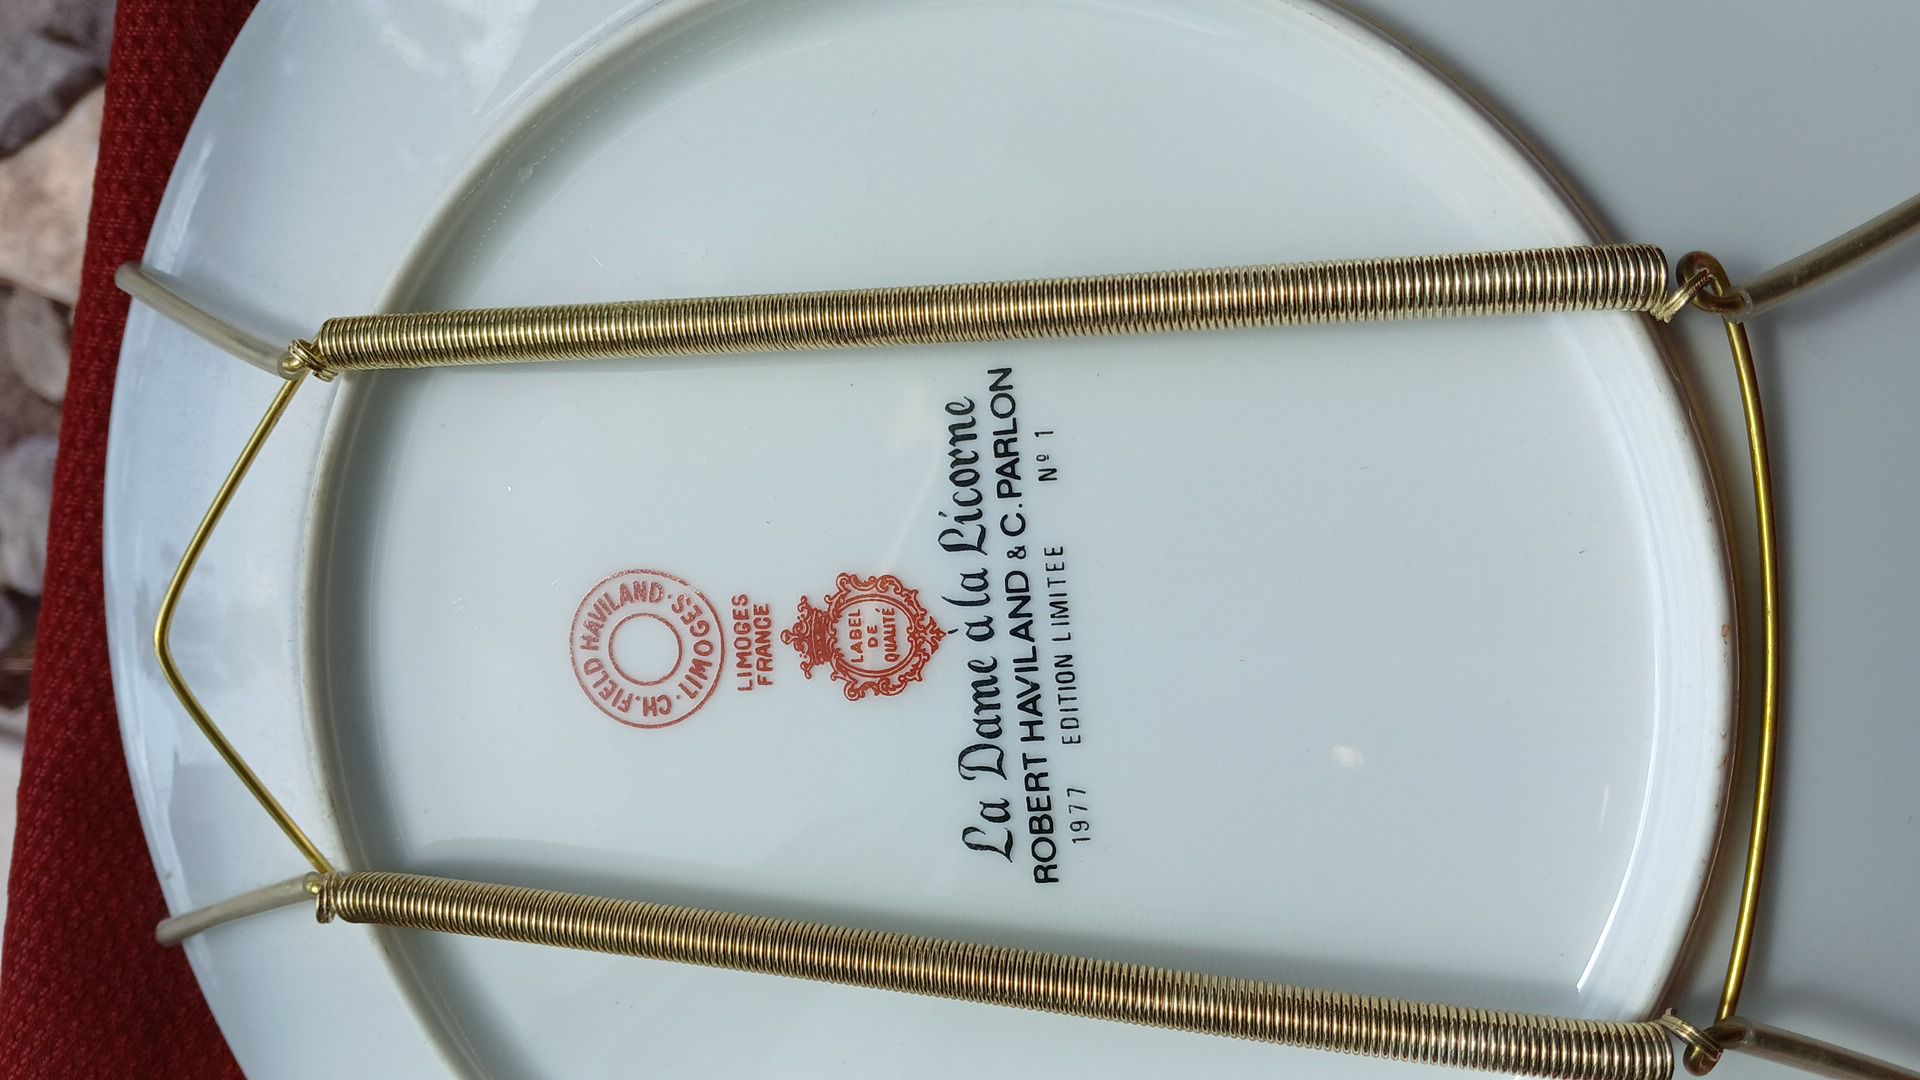 CH. FIELD HAVILAND · LIMOGES ·
LIMOGES
FRANCE
LABEL
DE
QUALITÉ
La Dame à la Licorne
ROBERT HAVILAND & C. PARLON
1977 EDITION LIMITEE Nº 1